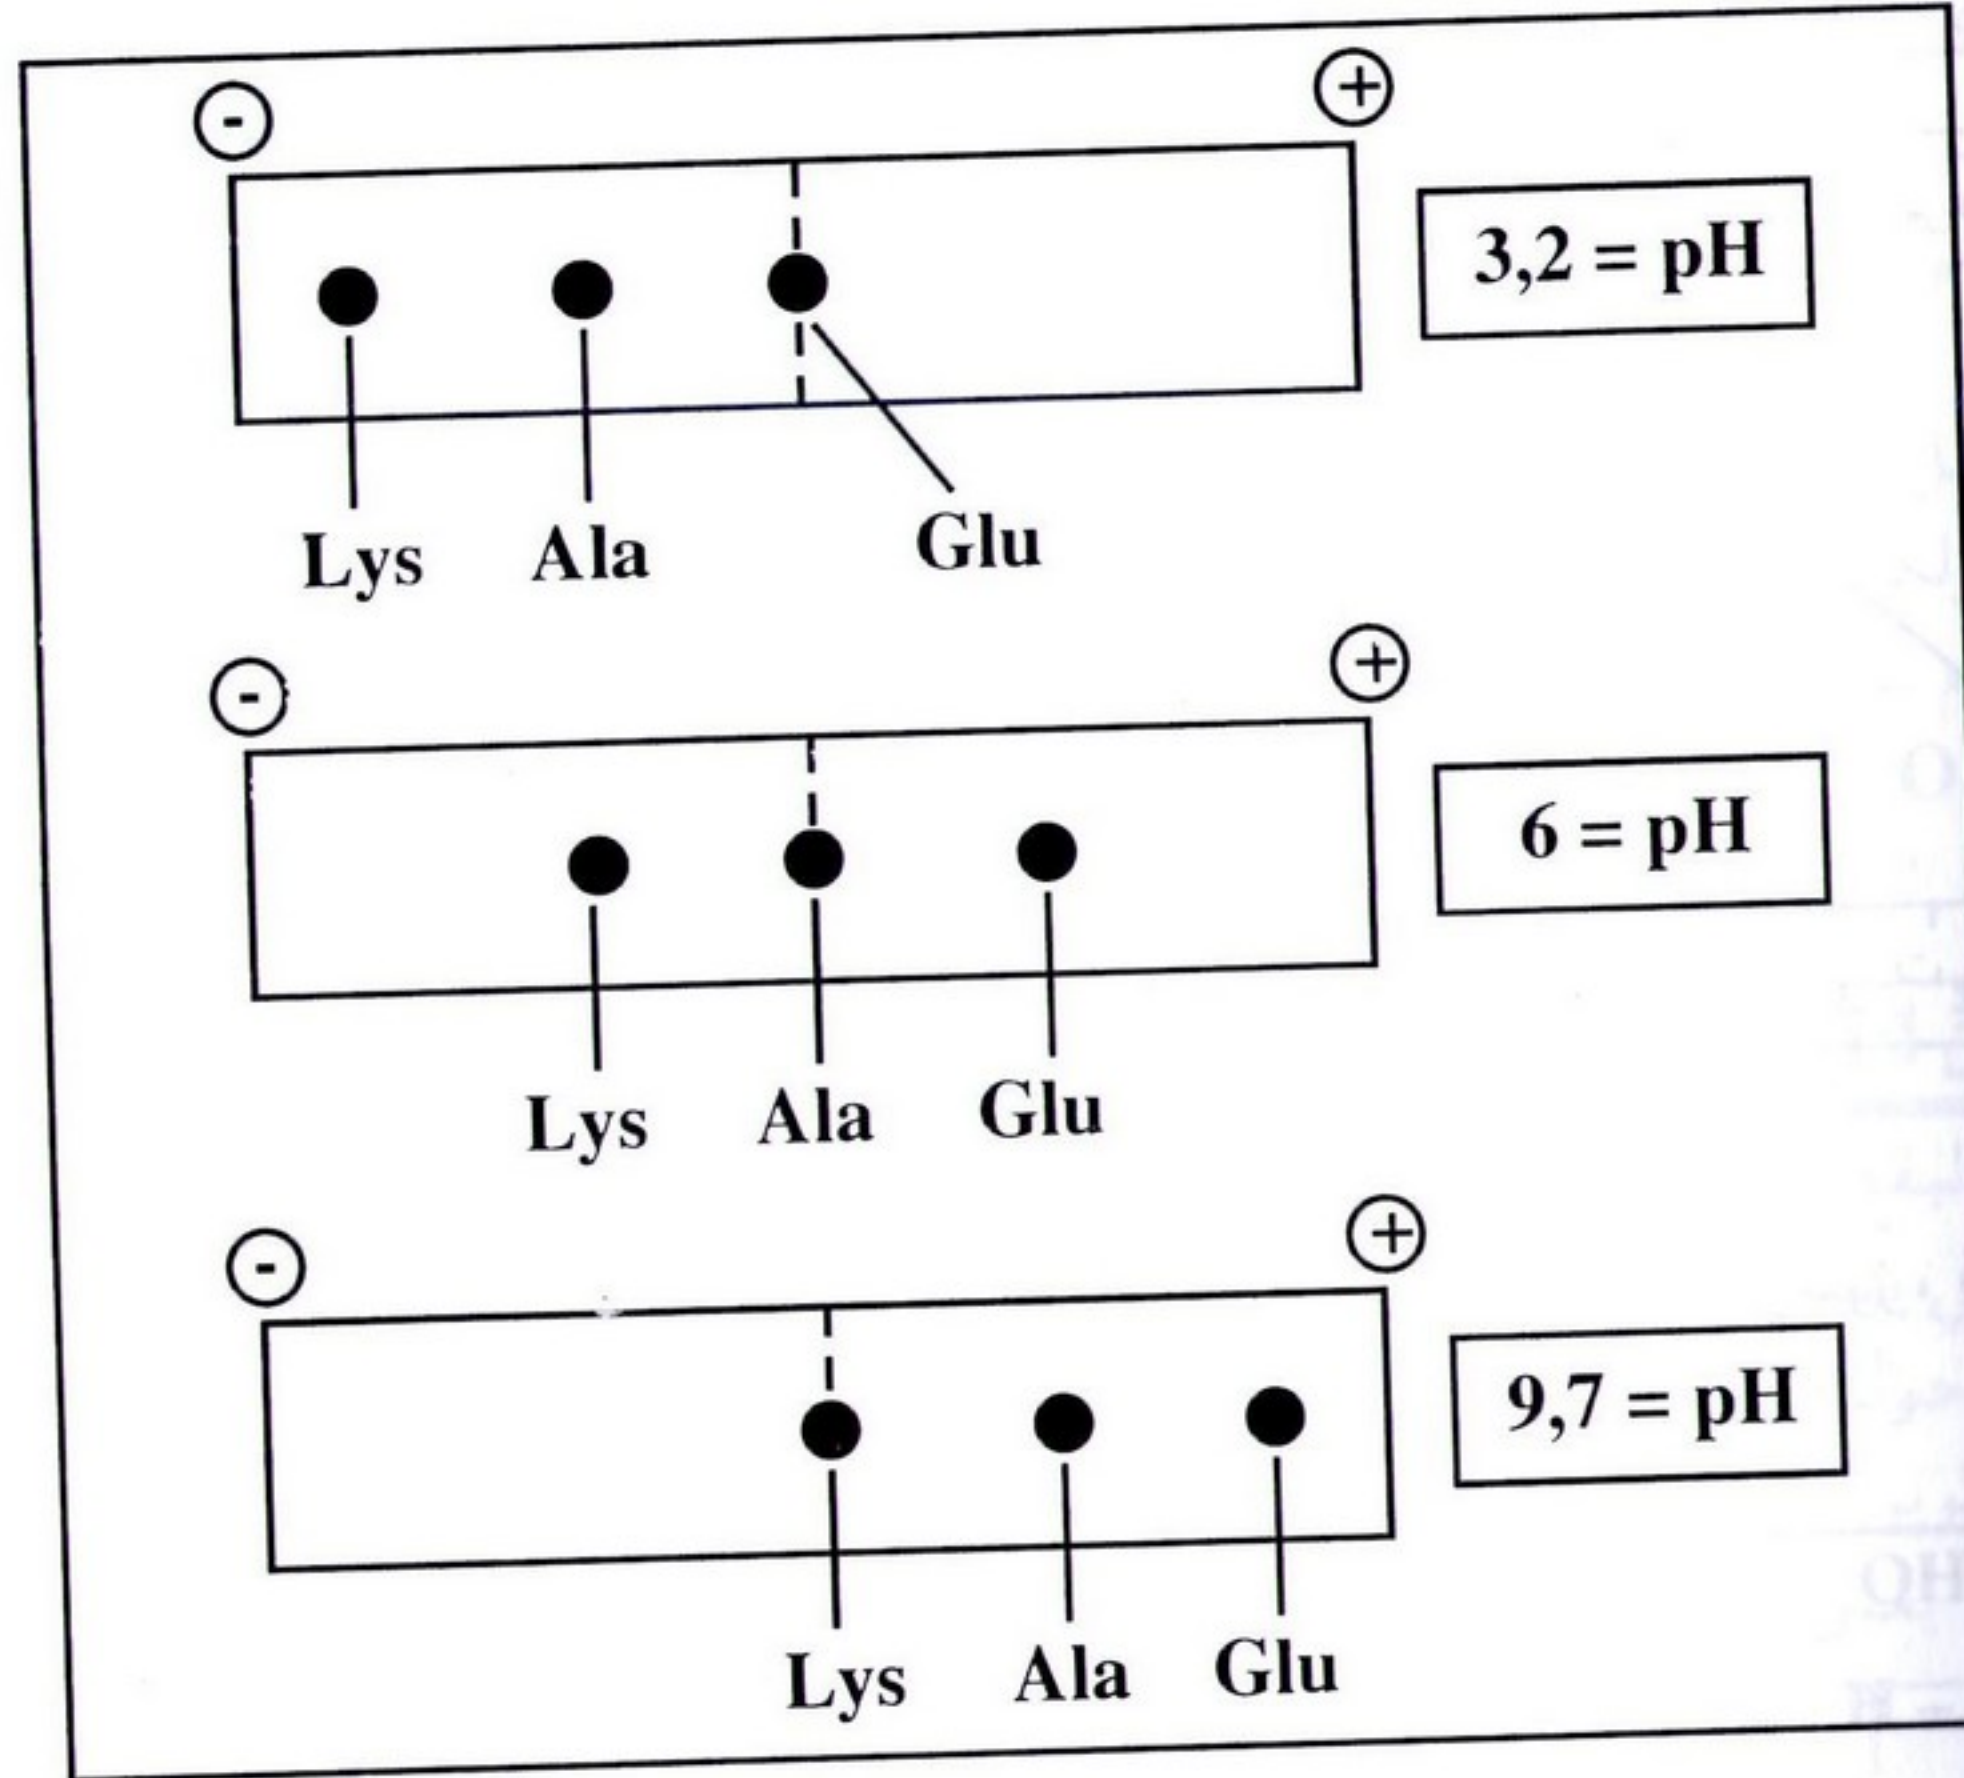 - +
3,2 = pH
Lys Ala Glu
- +
6 = pH
Lys Ala Glu
- +
9,7 = pH
Lys Ala Glu